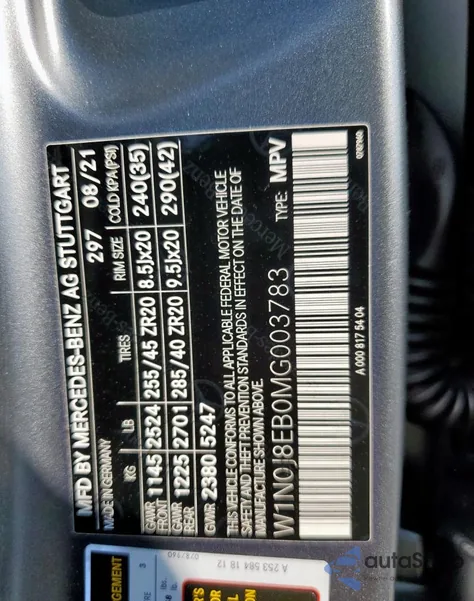 MFD BY MERCEDES-BENZ AG STUTTGART
MADE IN GERMANY 297 08/21
KG LB TIRES RIM SIZE COLD KPA(PSI)
GAWR FRONT 1145 2524 255/45 ZR20 8.5Jx20 240(35)
GAWR REAR 1225 2701 285/40 ZR20 9.5Jx20 290(42)
GVWR 2380 5247
THIS VEHICLE CONFORMS TO ALL APPLICABLE FEDERAL MOTOR VEHICLE
SAFETY AND THEFT PREVENTION STANDARDS IN EFFECT ON THE DATE OF
MANUFACTURE SHOWN ABOVE.
W1N0J8EB0MG003783 TYPE: MPV
A 000 817 54 04
A 253 584 18 12